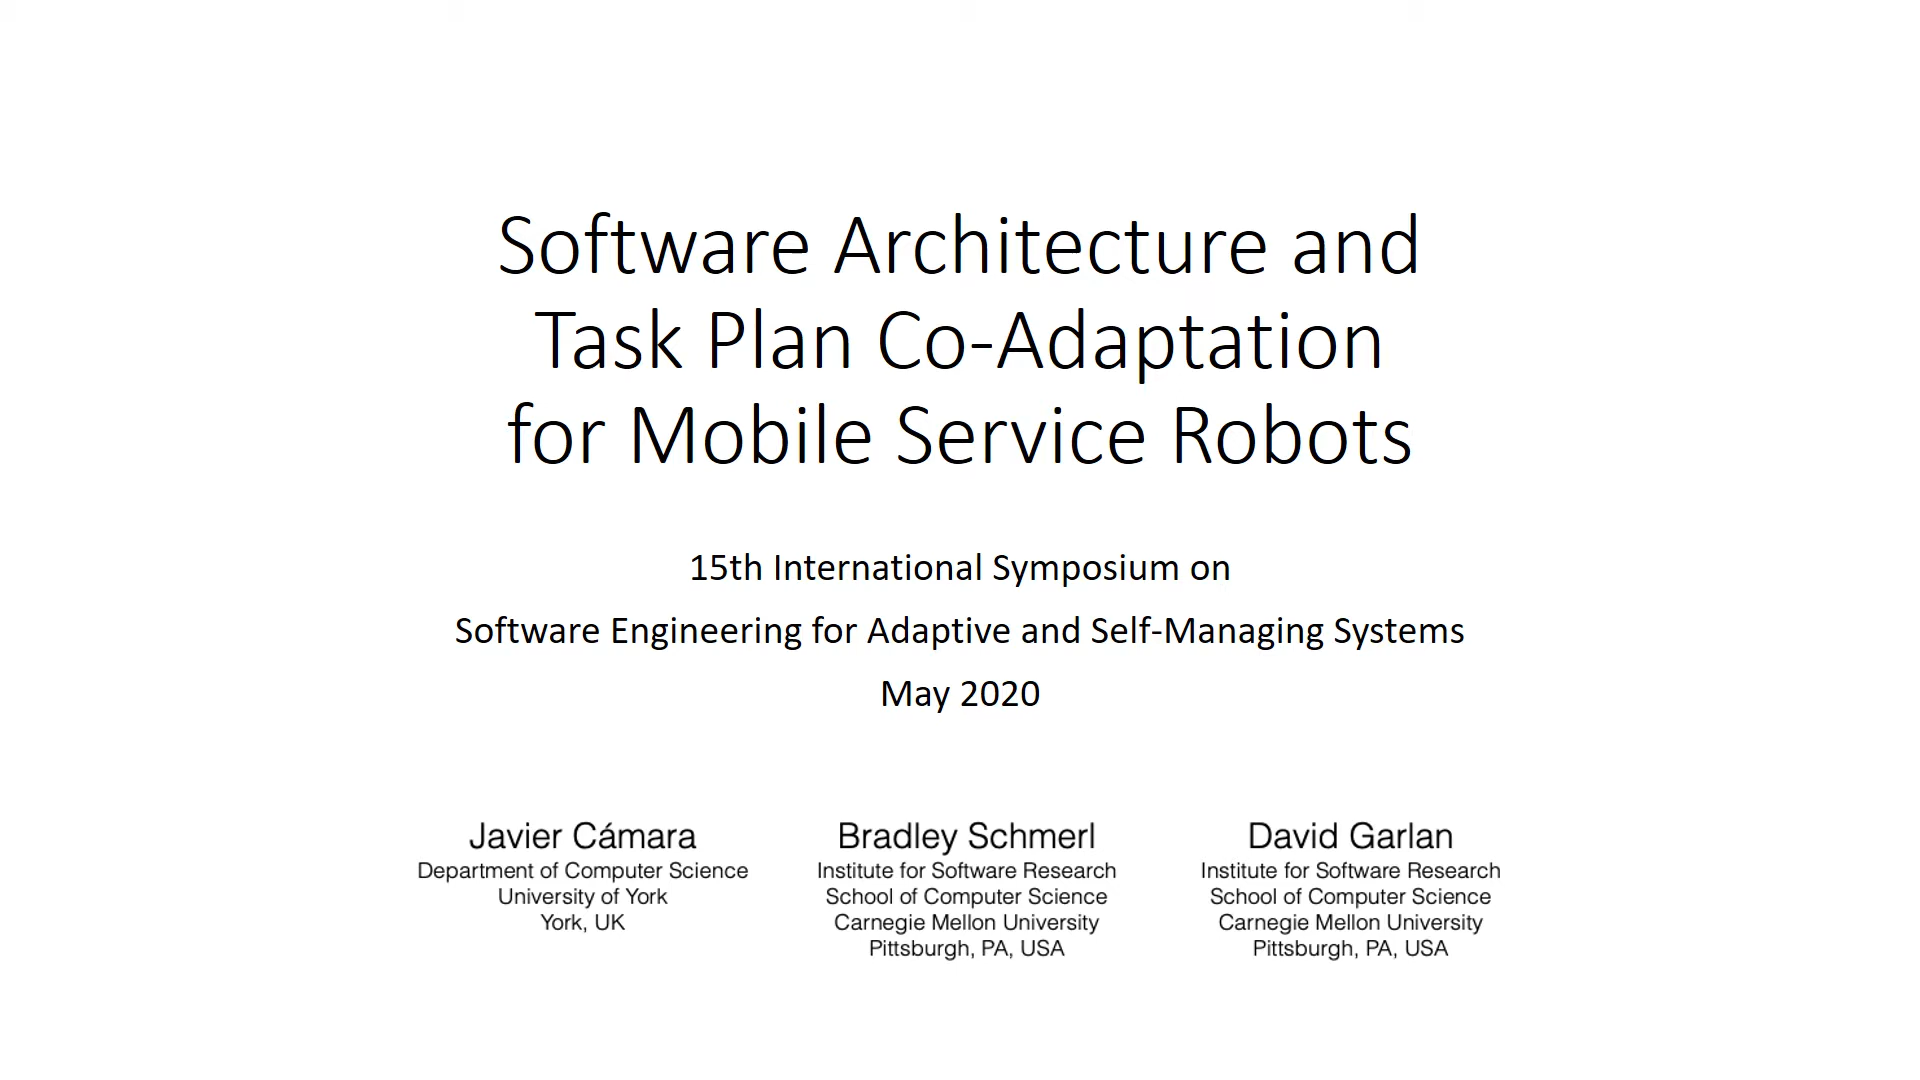 Software Architecture and
Task Plan Co-Adaptation
for Mobile Service Robots
15th International Symposium on
Software Engineering for Adaptive and Self-Managing Systems
May 2020
Javier Cámara
Department of Computer Science
University of York
York, UK
Bradley Schmerl
Institute for Software Research
School of Computer Science
Carnegie Mellon University
Pittsburgh, PA, USA
David Garlan
Institute for Software Research
School of Computer Science
Carnegie Mellon University
Pittsburgh, PA, USA